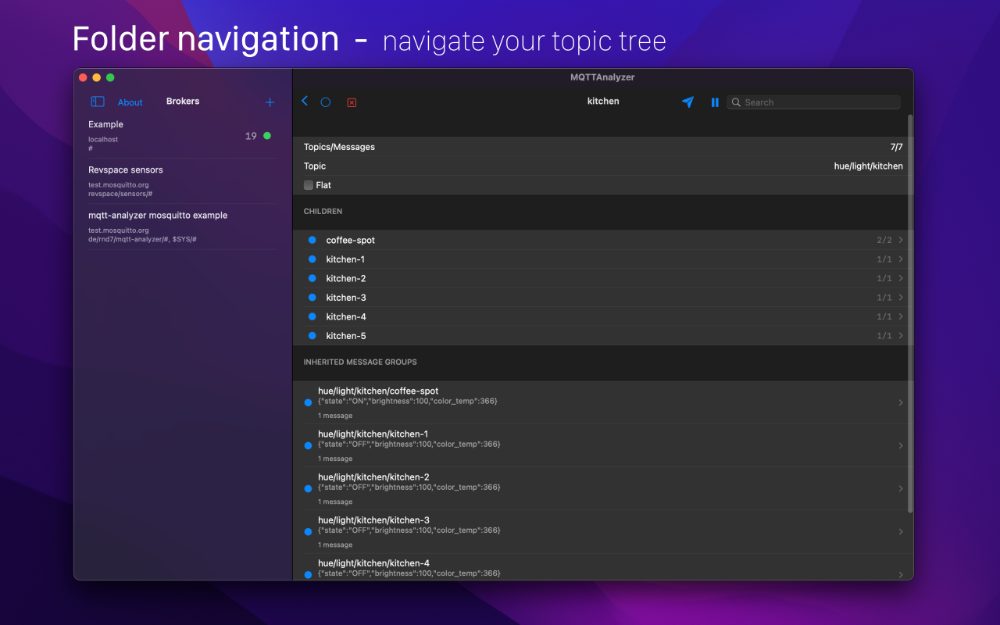 Folder navigation - navigate your topic tree
MQTTAnalyzer
About Brokers +
kitchen
Search
Example
localhost
#
19
Revspace sensors
test.mosquitto.org
revspace/sensors/#
mqtt-analyzer mosquitto example
test.mosquitto.org
de/rnd7/mqtt-analyzer/#, $SYS/#
Topics/Messages 7/7
Topic hue/light/kitchen
Flat
CHILDREN
coffee-spot 2/2
kitchen-1 1/1
kitchen-2 1/1
kitchen-3 1/1
kitchen-4 1/1
kitchen-5 1/1
INHERITED MESSAGE GROUPS
hue/light/kitchen/coffee-spot
{"state":"ON","brightness":100,"color_temp":366}
1 message
hue/light/kitchen/kitchen-1
{"state":"OFF","brightness":100,"color_temp":366}
1 message
hue/light/kitchen/kitchen-2
{"state":"OFF","brightness":100,"color_temp":366}
1 message
hue/light/kitchen/kitchen-3
{"state":"OFF","brightness":100,"color_temp":366}
1 message
hue/light/kitchen/kitchen-4
{"state":"OFF","brightness":100,"color_temp":366}